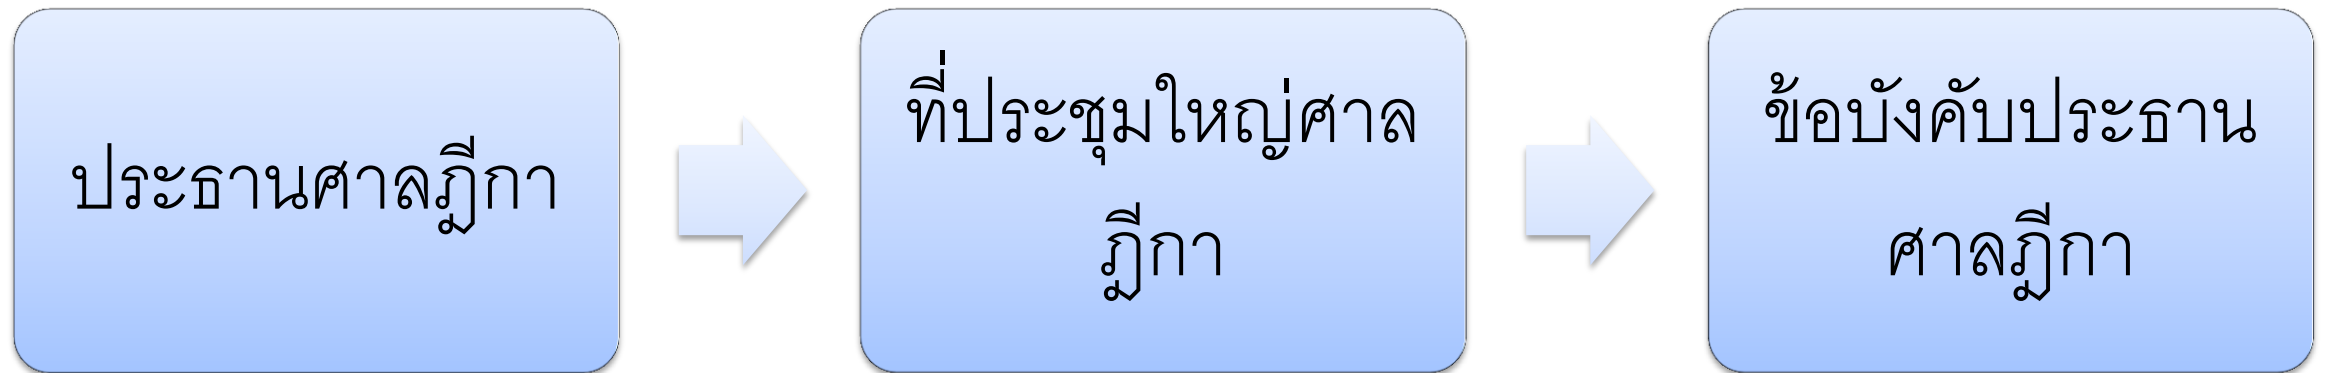 ประธานศาลฎีกา
ที่ประชุมใหญ่ศาล
ฎีกา
ข้อบังคับประธาน
ศาลฎีกา